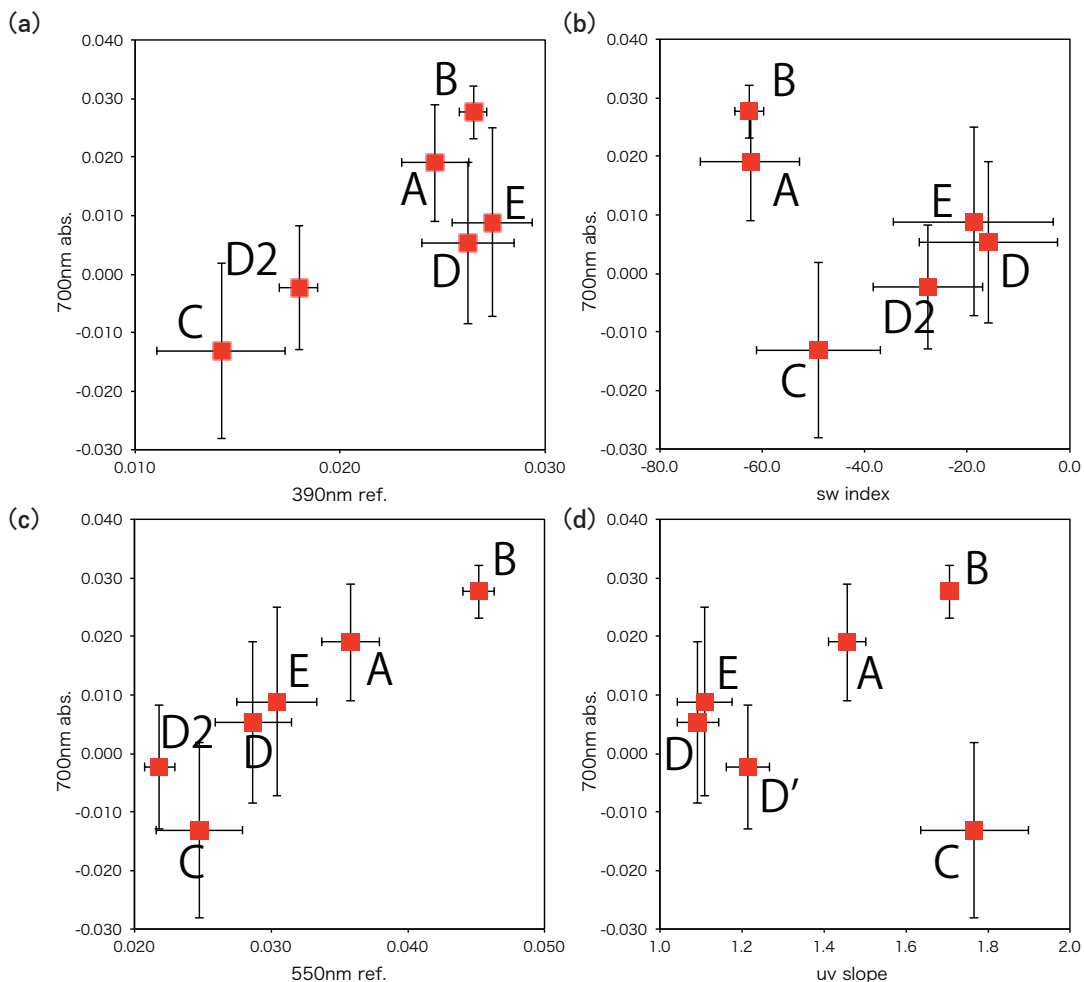 (a)
0.040
0.030
0.020
0.010
0.000
-0.010
-0.020
-0.030
700nm abs.
B
A
E
D
D2
C
0.010
0.020
0.030
390nm ref.
(b)
0.040
0.030
0.020
0.010
0.000
-0.010
-0.020
-0.030
700nm abs.
B
A
E
D
D2
C
-80.0
-60.0
-40.0
-20.0
0.0
sw index
(c)
0.040
0.030
0.020
0.010
0.000
-0.010
-0.020
-0.030
700nm abs.
B
A
E
D2
D
C
0.020
0.030
0.040
0.050
550nm ref.
(d)
0.040
0.030
0.020
0.010
0.000
-0.010
-0.020
-0.030
700nm abs.
B
A
E
D
D′
C
1.0
1.2
1.4
1.6
1.8
2.0
uv slope